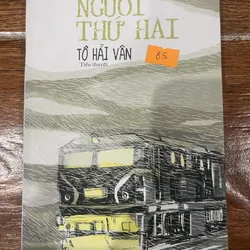 NGƯỜI
THỨ HAI
TÔ HẢI VÂN
Tiểu thuyết
65